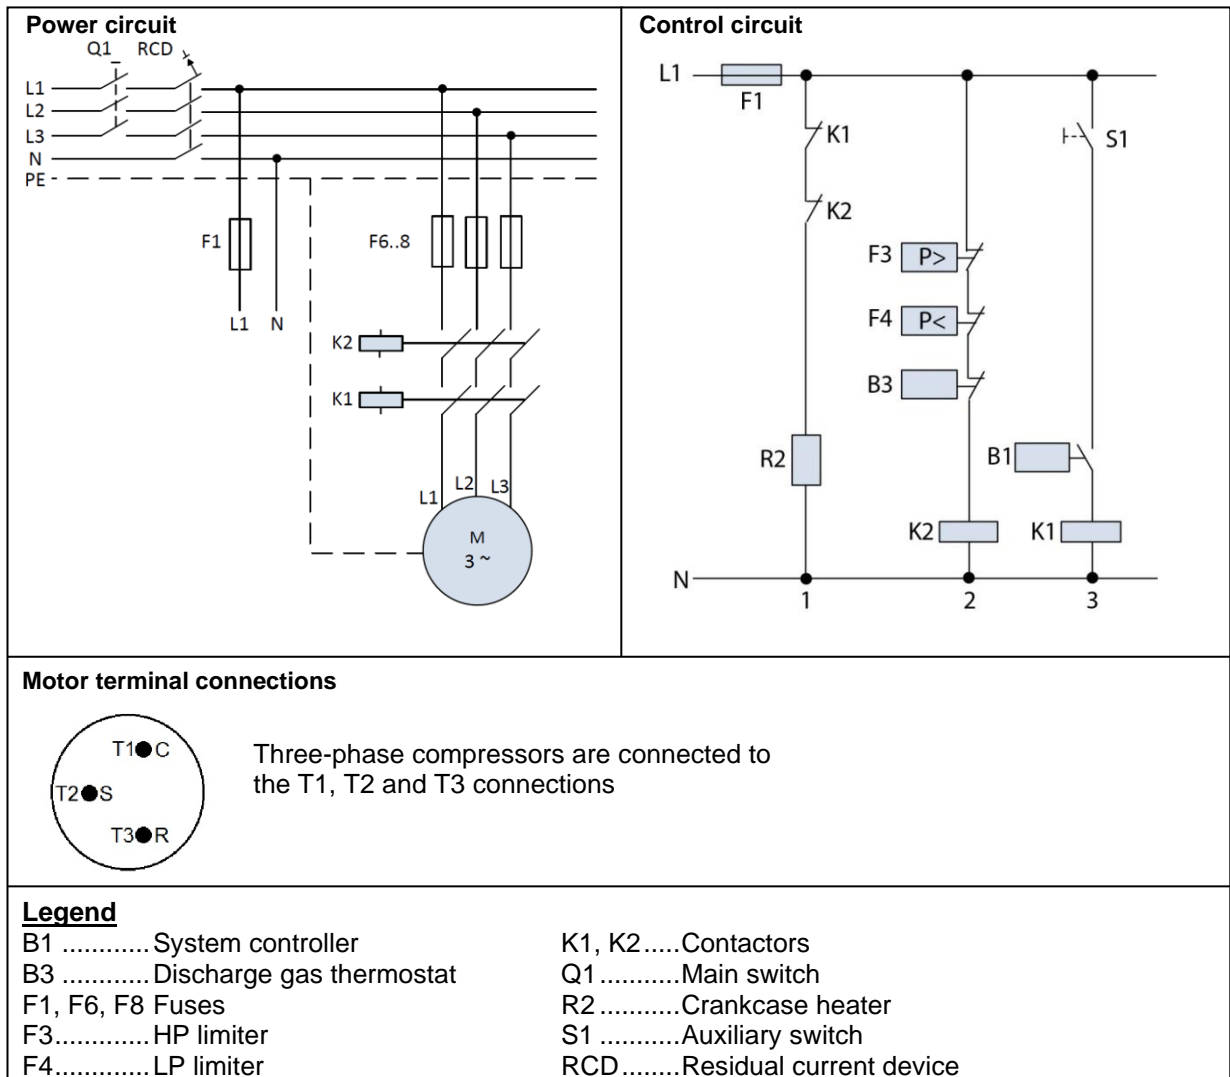 Power circuit
Q1 RCD
L1
L2
L3
N
PE
F1
F6..8
L1 N
K2
K1
L1 L2 L3
M
3 ~
Control circuit
L1
F1
K1
S1
K2
F3 P>
F4 P<
B3
R2
B1
K2 K1
N
1 2 3
Motor terminal connections
T1 C
T2 S
T3 R
Three-phase compressors are connected to
the T1, T2 and T3 connections
Legend
B1 ............System controller
B3 ............Discharge gas thermostat
F1, F6, F8 Fuses
F3.............HP limiter
F4.............LP limiter
K1, K2.....Contactors
Q1...........Main switch
R2...........Crankcase heater
S1 ...........Auxiliary switch
RCD........Residual current device